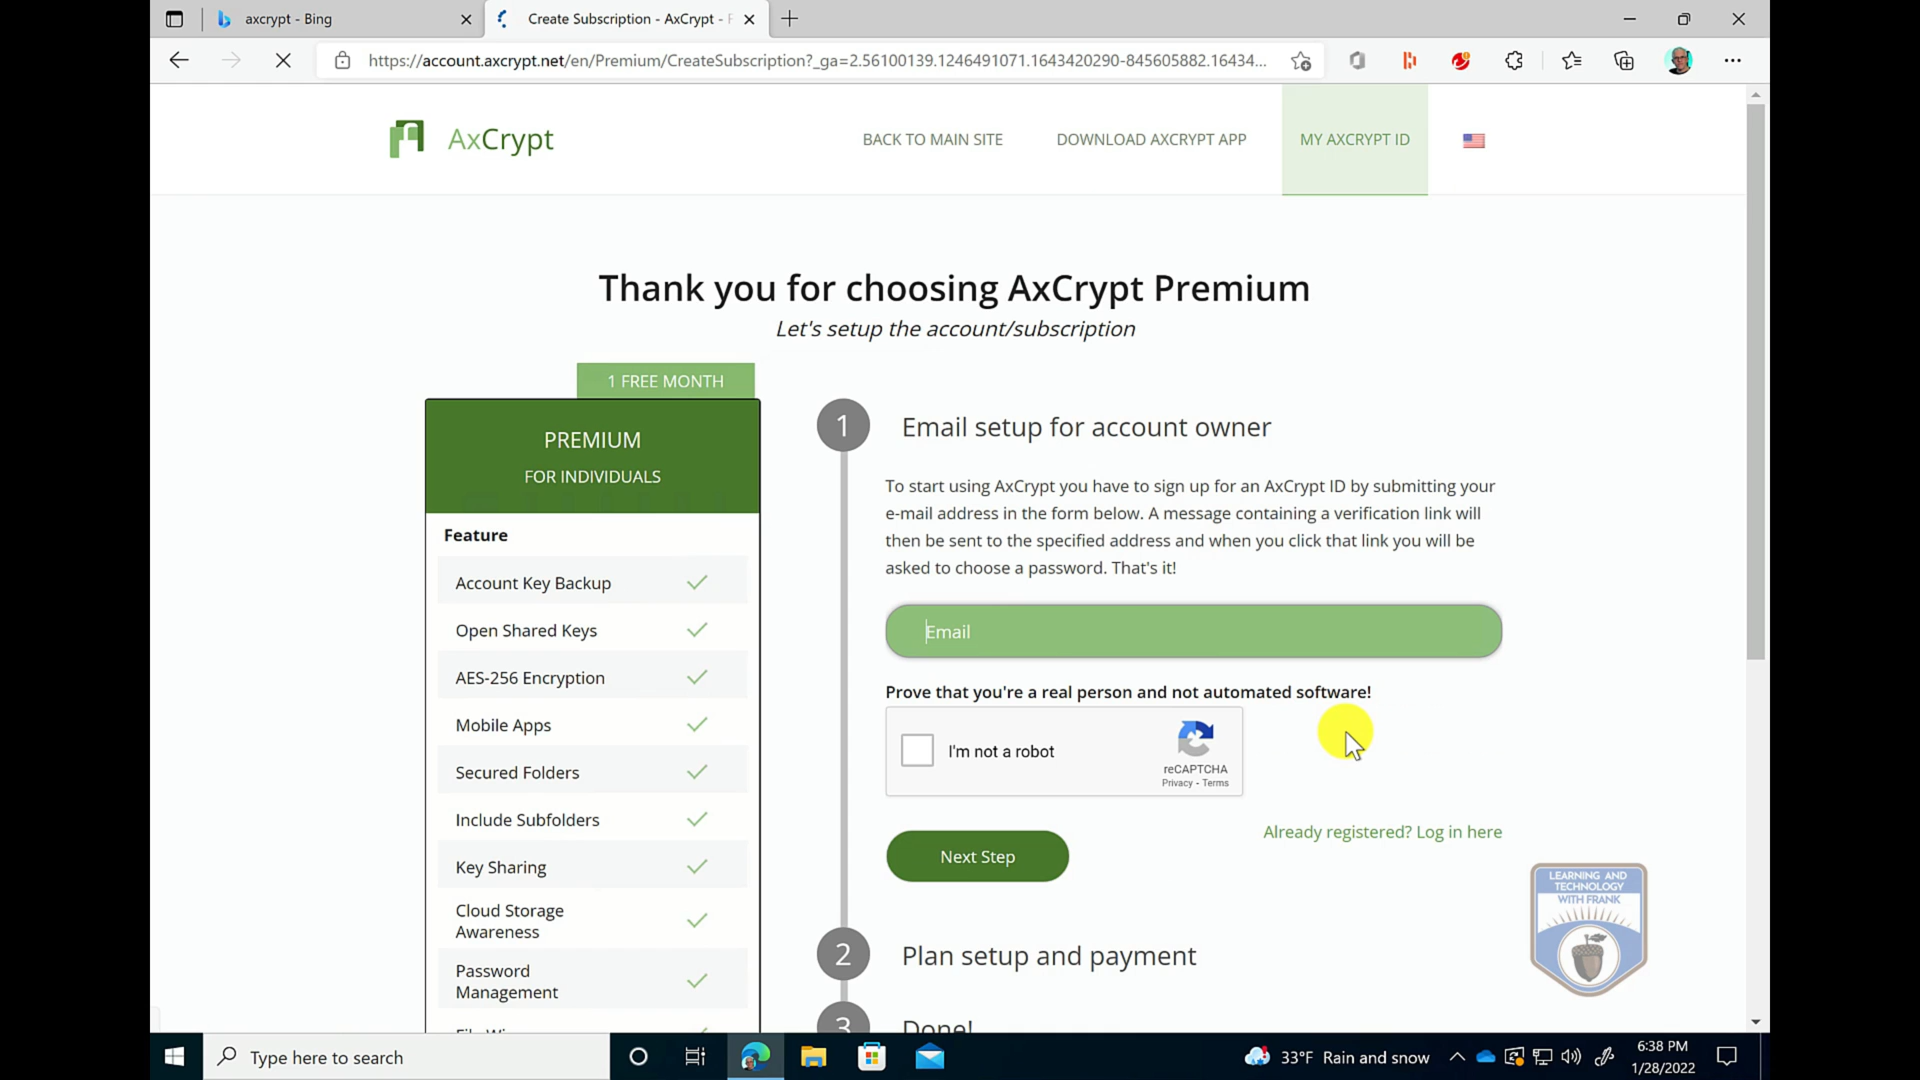 axcrypt - Bing
Create Subscription - AxCrypt -
https://account.axcrypt.net/en/Premium/CreateSubscription?_ga=2.56100139.1246491071.1643420290-845605882.16434...
AxCrypt
BACK TO MAIN SITE
DOWNLOAD AXCRYPT APP
MY AXCRYPT ID
Thank you for choosing AxCrypt Premium
Let's setup the account/subscription
1 FREE MONTH
PREMIUM
FOR INDIVIDUALS
Feature
Account Key Backup
Open Shared Keys
AES-256 Encryption
Mobile Apps
Secured Folders
Include Subfolders
Key Sharing
Cloud Storage
Awareness
Password
Management
1
Email setup for account owner
To start using AxCrypt you have to sign up for an AxCrypt ID by submitting your
e-mail address in the form below. A message containing a verification link will
then be sent to the specified address and when you click that link you will be
asked to choose a password. That's it!
Email
Prove that you're a real person and not automated software!
I'm not a robot
reCAPTCHA
Privacy - Terms
Already registered? Log in here
Next Step
2
Plan setup and payment
3
Done!
LEARNING AND
TECHNOLOGY
WITH FRANK
Type here to search
33°F Rain and snow
6:38 PM
1/28/2022